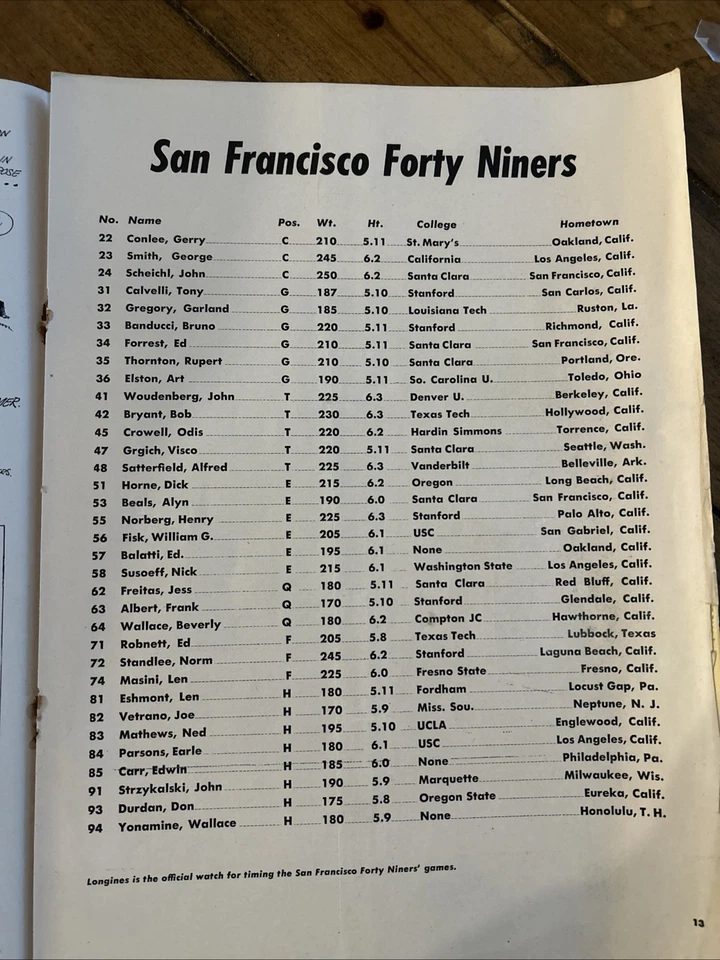 San Francisco Forty Niners
No. Name Pos. Wt. Ht. College Hometown
22 Conlee, Gerry C 210 5.11 St. Mary's Oakland, Calif.
23 Smith, George C 245 6.2 California Los Angeles, Calif.
24 Scheichl, John C 250 6.2 Santa Clara San Francisco, Calif.
31 Calvelli, Tony G 187 5.10 Stanford San Carlos, Calif.
32 Gregory, Garland G 185 5.10 Louisiana Tech Ruston, La.
33 Banducci, Bruno G 220 5.11 Stanford Richmond, Calif.
34 Forrest, Ed G 210 5.11 Santa Clara San Francisco, Calif.
35 Thornton, Rupert G 210 5.10 Santa Clara Portland, Ore.
36 Elston, Art G 190 5.11 So. Carolina U. Toledo, Ohio
41 Woudenberg, John T 225 6.3 Denver U. Berkeley, Calif.
42 Bryant, Bob T 230 6.3 Texas Tech Hollywood, Calif.
45 Crowell, Odis T 220 6.2 Hardin Simmons Torrence, Calif.
47 Grgich, Visco T 220 5.11 Santa Clara Seattle, Wash.
48 Satterfield, Alfred T 225 6.3 Vanderbilt Belleville, Ark.
51 Horne, Dick E 215 6.2 Oregon Long Beach, Calif.
53 Beals, Alyn E 190 6.0 Santa Clara San Francisco, Calif.
55 Norberg, Henry E 225 6.3 Stanford Palo Alto, Calif.
56 Fisk, William G. E 205 6.1 USC San Gabriel, Calif.
57 Balatti, Ed. E 195 6.1 None Oakland, Calif.
58 Susoeff, Nick E 215 6.1 Washington State Los Angeles, Calif.
62 Freitas, Jess Q 180 5.11 Santa Clara Red Bluff, Calif.
63 Albert, Frank Q 170 5.10 Stanford Glendale, Calif.
64 Wallace, Beverly Q 180 6.2 Compton JC Hawthorne, Calif.
71 Robnett, Ed F 205 5.8 Texas Tech Lubbock, Texas
72 Standlee, Norm F 245 6.2 Stanford Laguna Beach, Calif.
74 Masini, Len F 225 6.0 Fresno State Fresno, Calif.
81 Eshmont, Len H 180 5.11 Fordham Locust Gap, Pa.
82 Vetrano, Joe H 170 5.9 Miss. Sou. Neptune, N. J.
83 Mathews, Ned H 195 5.10 UCLA Englewood, Calif.
84 Parsons, Earle H 180 6.1 USC Los Angeles, Calif.
85 Carr, Edwin H 185 6.0 None Philadelphia, Pa.
91 Strzykalski, John H 190 5.9 Marquette Milwaukee, Wis.
93 Durdan, Don H 175 5.8 Oregon State Eureka, Calif.
94 Yonamine, Wallace H 180 5.9 None Honolulu, T. H.
Longines is the official watch for timing the San Francisco Forty Niners' games.
13